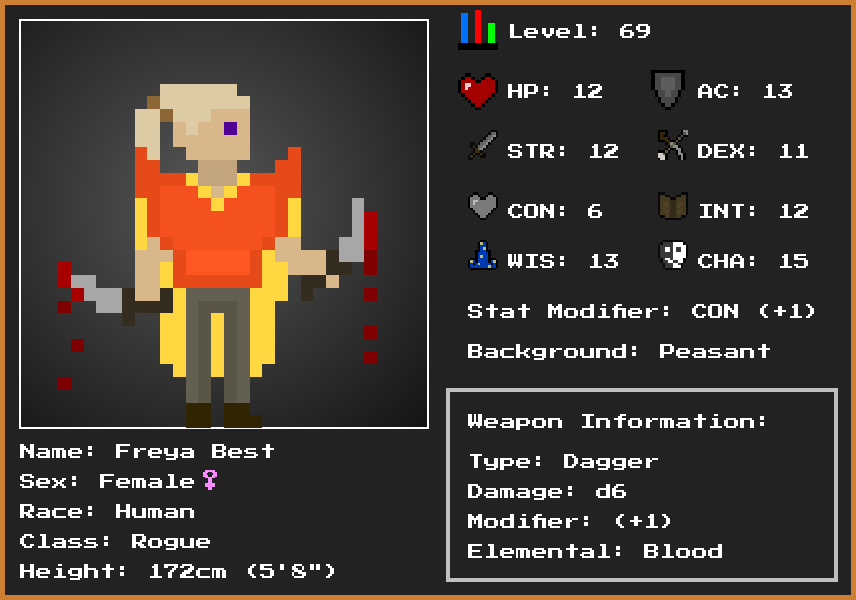 Level: 69
HP: 12 AC: 13
STR: 12 DEX: 11
CON: 6 INT: 12
WIS: 13 CHA: 15
Stat Modifier: CON (+1)
Background: Peasant
Weapon Information:
Type: Dagger
Damage: d6
Modifier: (+1)
Elemental: Blood
Name: Freya Best
Sex: Female♀
Race: Human
Class: Rogue
Height: 172cm (5'8")